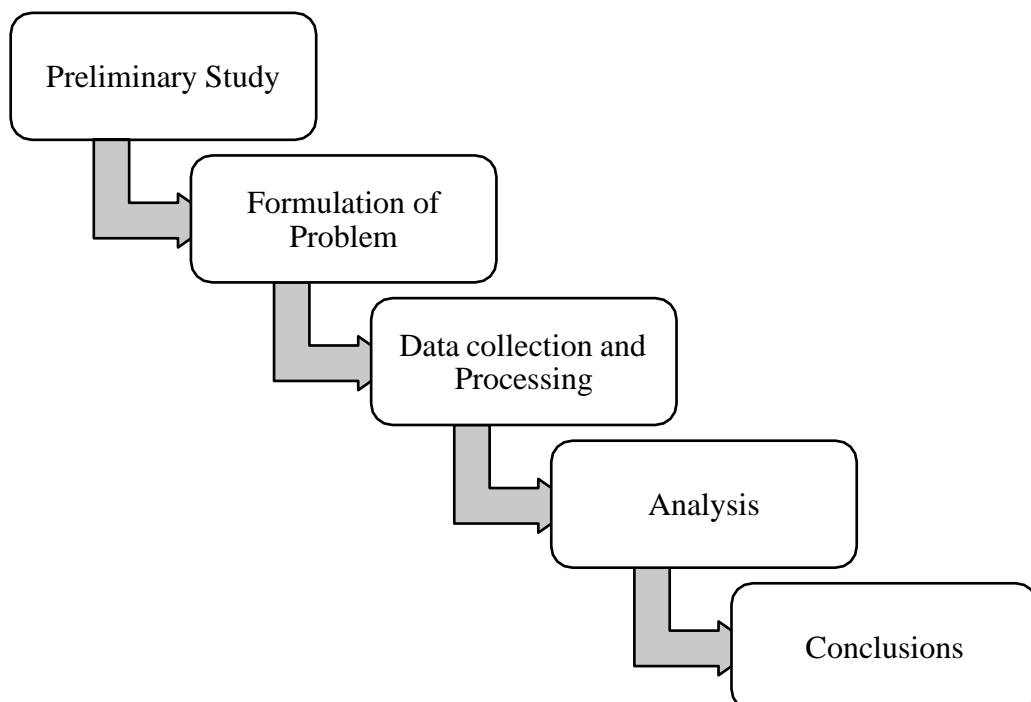 Preliminary Study
Formulation of
Problem
Data collection and
Processing
Analysis
Conclusions